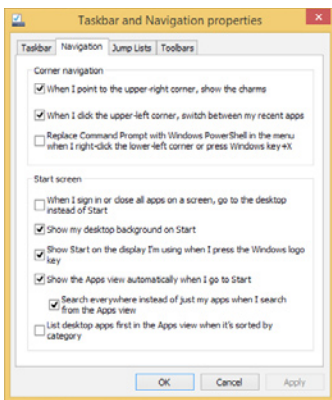 Taskbar and Navigation properties
Taskbar Navigation Jump Lists Toolbars
Corner navigation
When I point to the upper-right corner, show the charms
When I click the upper-left corner, switch between my recent apps
Replace Command Prompt with Windows PowerShell in the menu
when I right-click the lower-left corner or press Windows key+X
Start screen
When I sign in or close all apps on a screen, go to the desktop
instead of Start
Show my desktop background on Start
Show Start on the display I'm using when I press the Windows logo
key
Show the Apps view automatically when I go to Start
Search everywhere instead of just my apps when I search
from the Apps view
List desktop apps first in the Apps view when it's sorted by
category
OK Cancel Apply